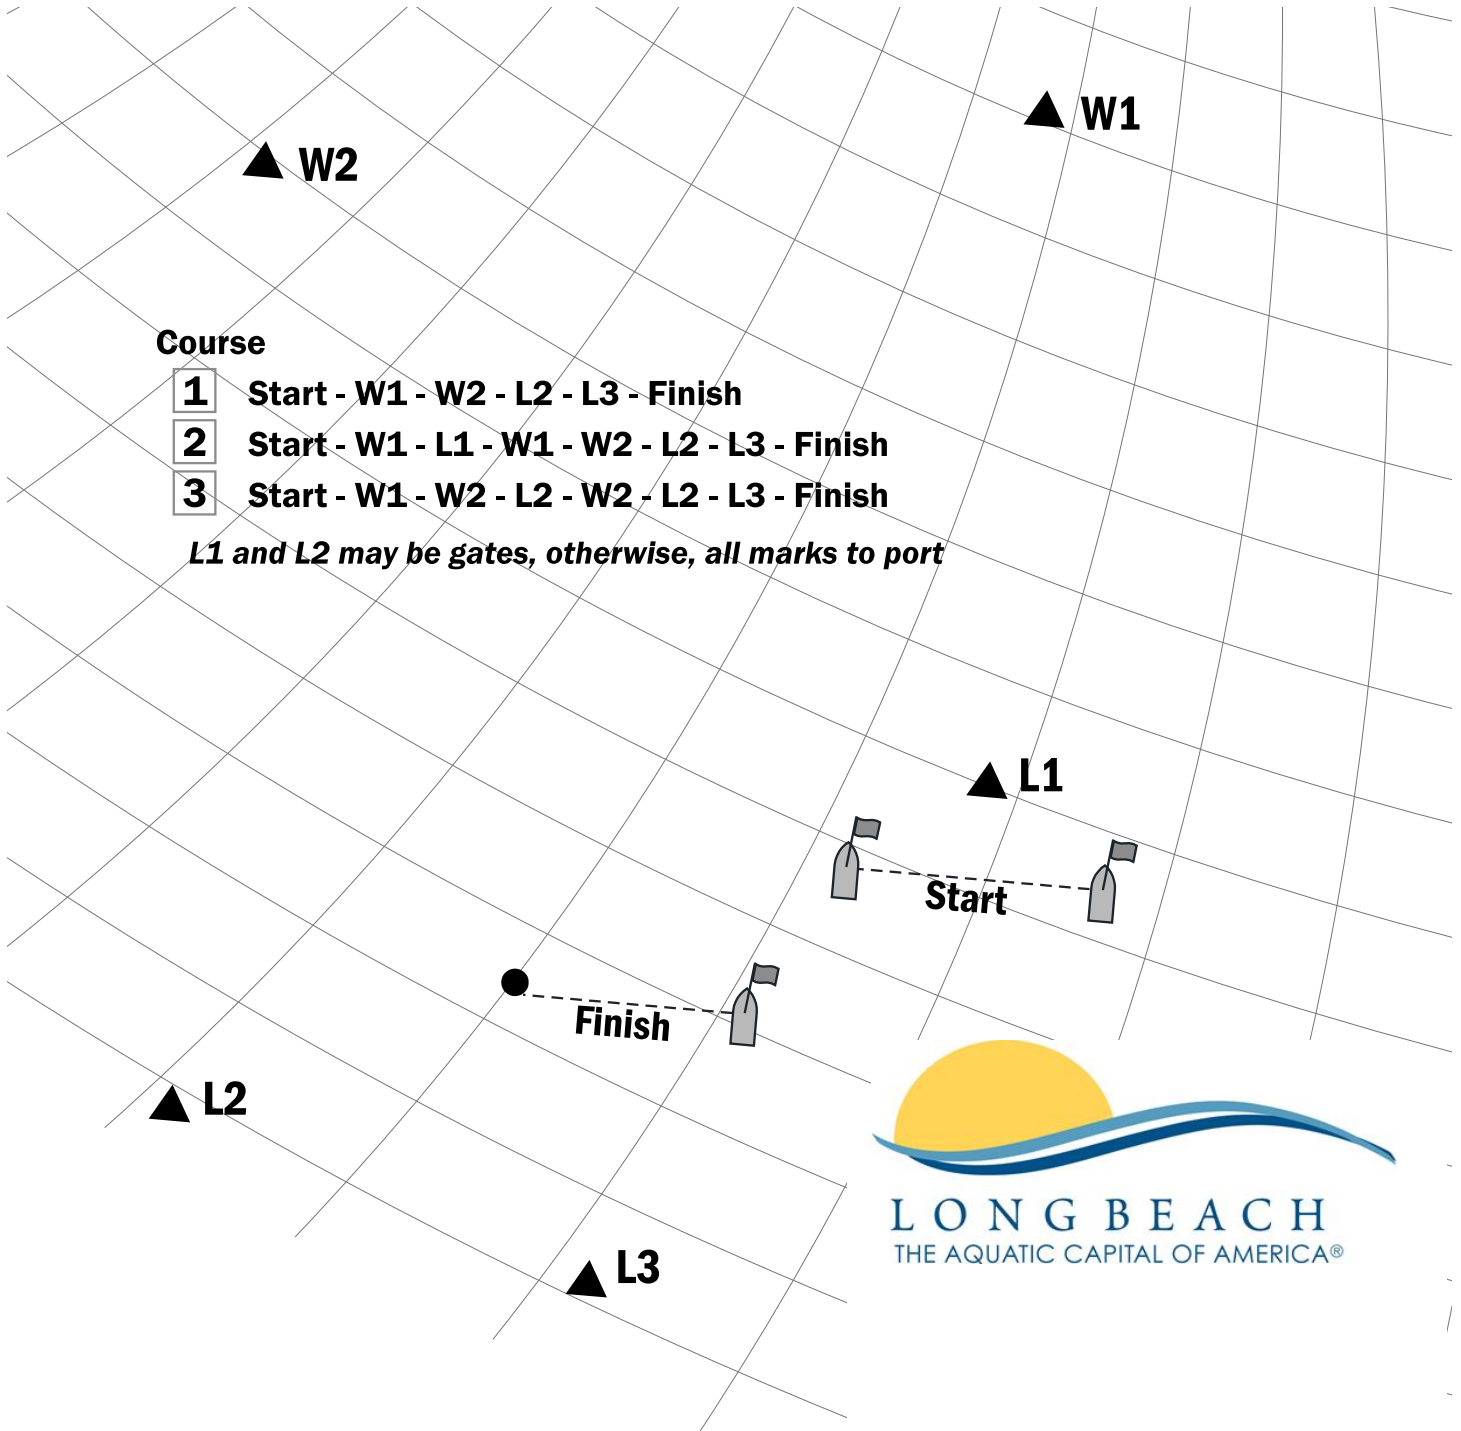 W1
W2
Course
1 Start - W1 - W2 - L2 - L3 - Finish
2 Start - W1 - L1 - W1 - W2 - L2 - L3 - Finish
3 Start - W1 - W2 - L2 - W2 - L2 - L3 - Finish
L1 and L2 may be gates, otherwise, all marks to port
L1
Start
Finish
L2
LONG BEACH
THE AQUATIC CAPITAL OF AMERICA®
L3